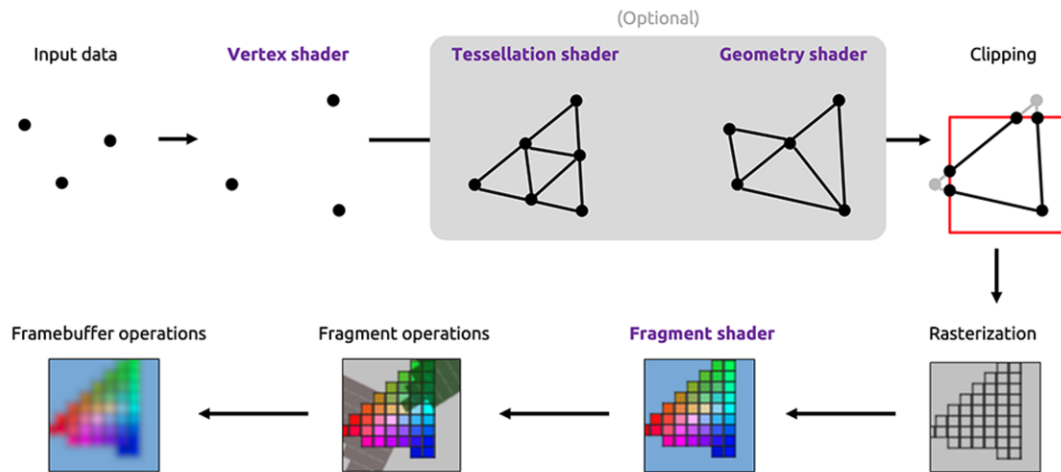 (Optional)
Input data
Vertex shader
Tessellation shader
Geometry shader
Clipping
Framebuffer operations
Fragment operations
Fragment shader
Rasterization